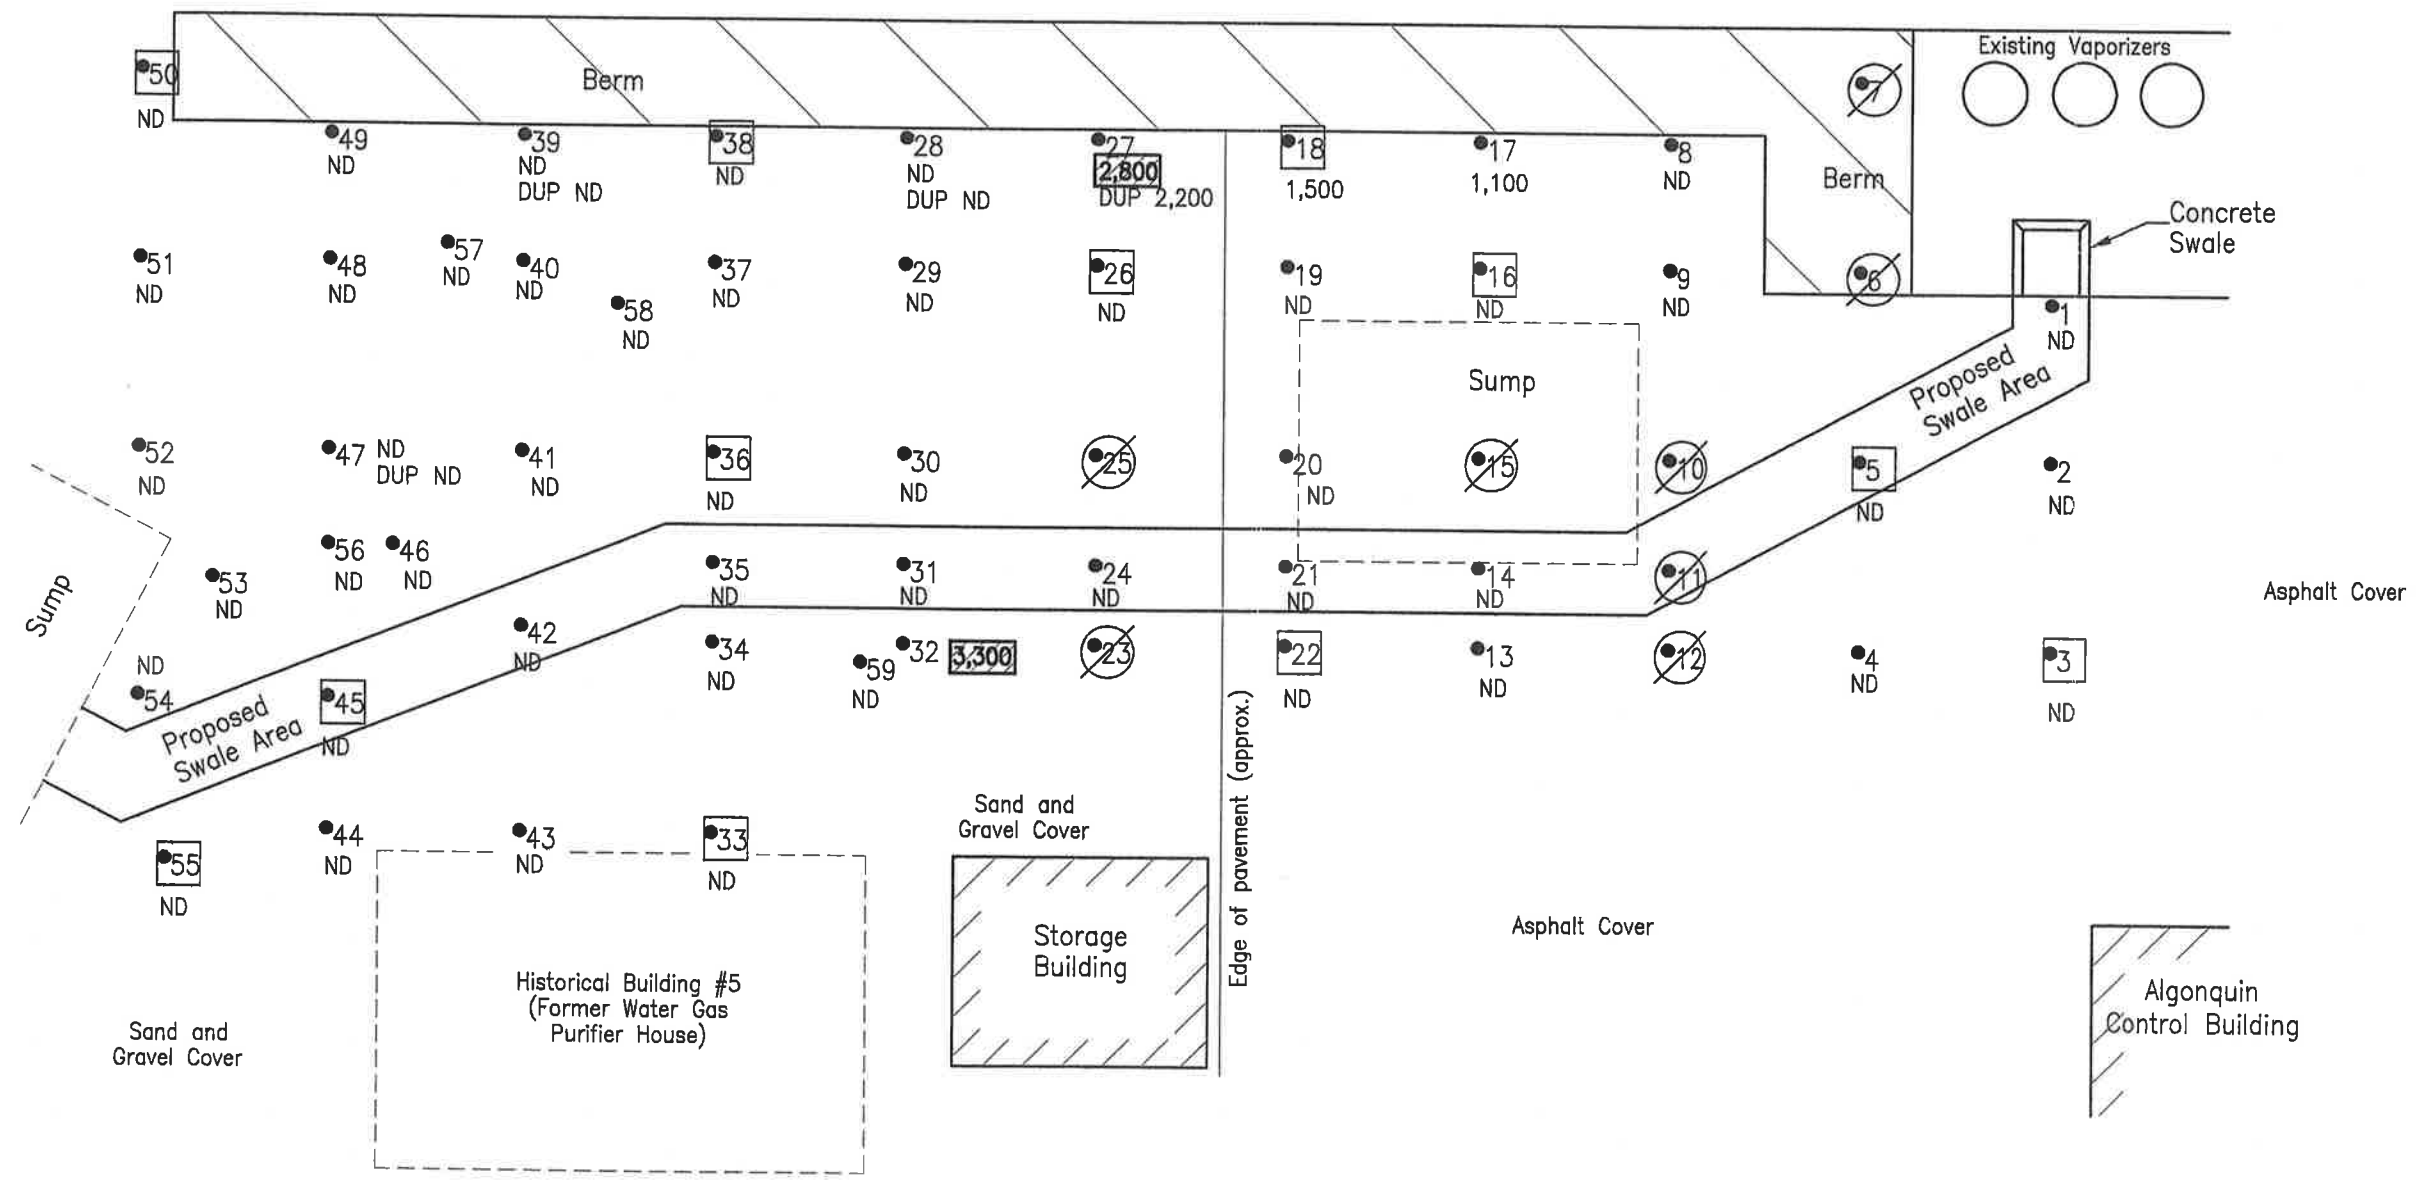 Existing Vaporizers
50
ND
Berm
7
49
ND
39
ND
DUP ND
38
ND
28
ND
DUP ND
27
2,800
DUP 2,200
18
1,500
17
1,100
8
ND
Berm
Concrete
Swale
51
ND
48
ND
57
ND
40
ND
58
ND
37
ND
29
ND
26
ND
19
ND
16
ND
9
ND
6
1
ND
Sump
Proposed
Swale Area
52
ND
47
ND
DUP ND
41
ND
36
ND
30
ND
25
20
ND
15
10
5
ND
2
ND
Sump
53
ND
56
ND
46
ND
35
ND
31
ND
24
ND
21
ND
14
ND
11
Asphalt Cover
ND
54
42
ND
34
ND
59
ND
32
3,300
23
22
ND
13
ND
12
4
ND
3
ND
Proposed
Swale Area
45
ND
Edge of pavement (approx.)
55
ND
44
ND
43
ND
33
ND
Sand and
Gravel Cover
Storage
Building
Asphalt Cover
Historical Building #5
(Former Water Gas
Purifier House)
Sand and
Gravel Cover
Algonquin
Control Building